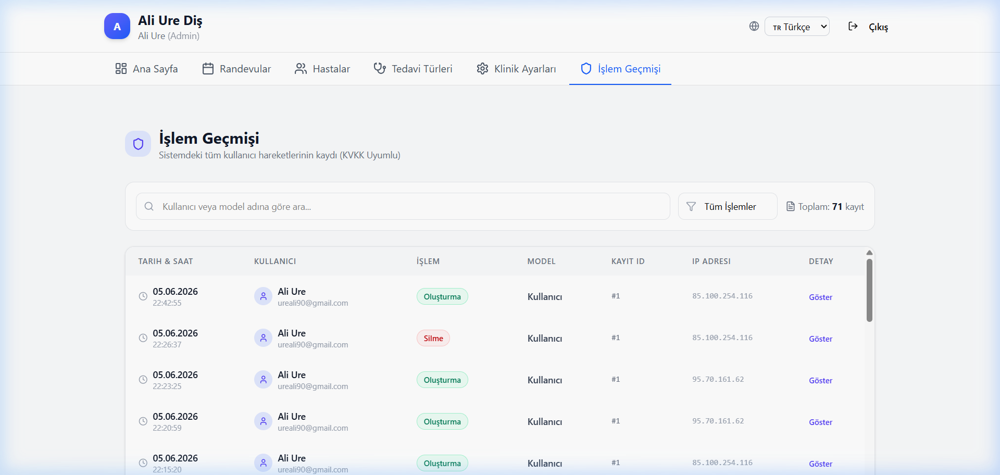 A
Ali Ure Diş
Ali Ure (Admin)
TR Türkçe
Çıkış
Ana Sayfa
Randevular
Hastalar
Tedavi Türleri
Klinik Ayarları
İşlem Geçmişi
İşlem Geçmişi
Sistemdeki tüm kullanıcı hareketlerinin kaydı (KVKK Uyumlu)
Kullanıcı veya model adına göre ara...
Tüm İşlemler
Toplam: 71 kayıt
TARIH & SAAT KULLANICI İŞLEM MODEL KAYIT ID IP ADRESI DETAY
05.06.2026
22:42:55
Ali Ure
ureali90@gmail.com
Oluşturma
Kullanıcı
#1
85.100.254.116
Göster
05.06.2026
22:26:37
Ali Ure
ureali90@gmail.com
Silme
Kullanıcı
#1
85.100.254.116
Göster
05.06.2026
22:23:25
Ali Ure
ureali90@gmail.com
Oluşturma
Kullanıcı
#1
95.70.161.62
Göster
05.06.2026
22:20:59
Ali Ure
ureali90@gmail.com
Oluşturma
Kullanıcı
#1
95.70.161.62
Göster
05.06.2026
22:15:20
Ali Ure
ureali90@gmail.com
Oluşturma
Kullanıcı
#1
85.100.254.116
Göster